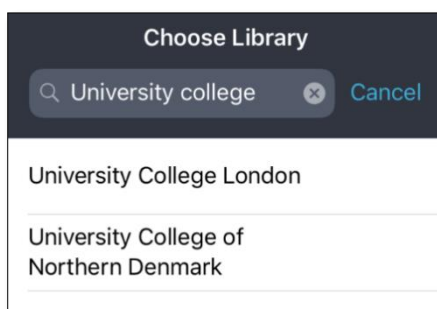 Choose Library
University college Cancel
University College London
University College of
Northern Denmark